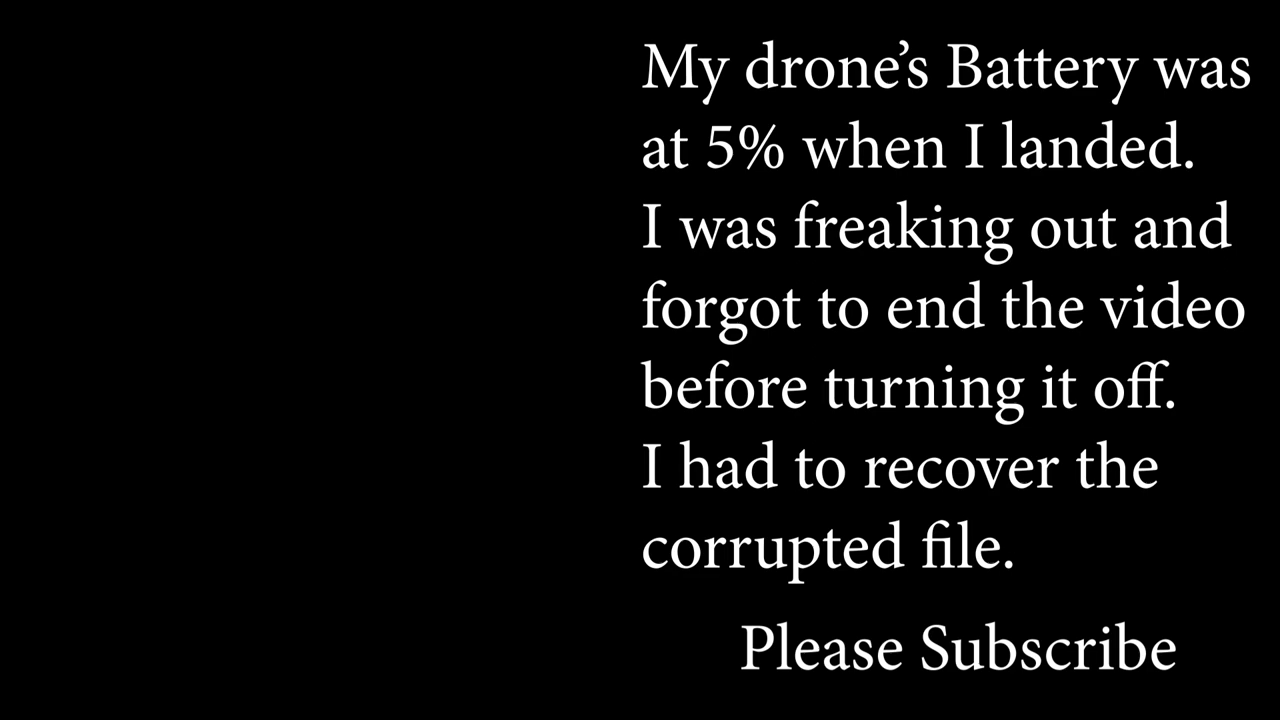 My drone’s Battery was
at 5% when I landed.
I was freaking out and
forgot to end the video
before turning it off.
I had to recover the
corrupted file.
Please Subscribe